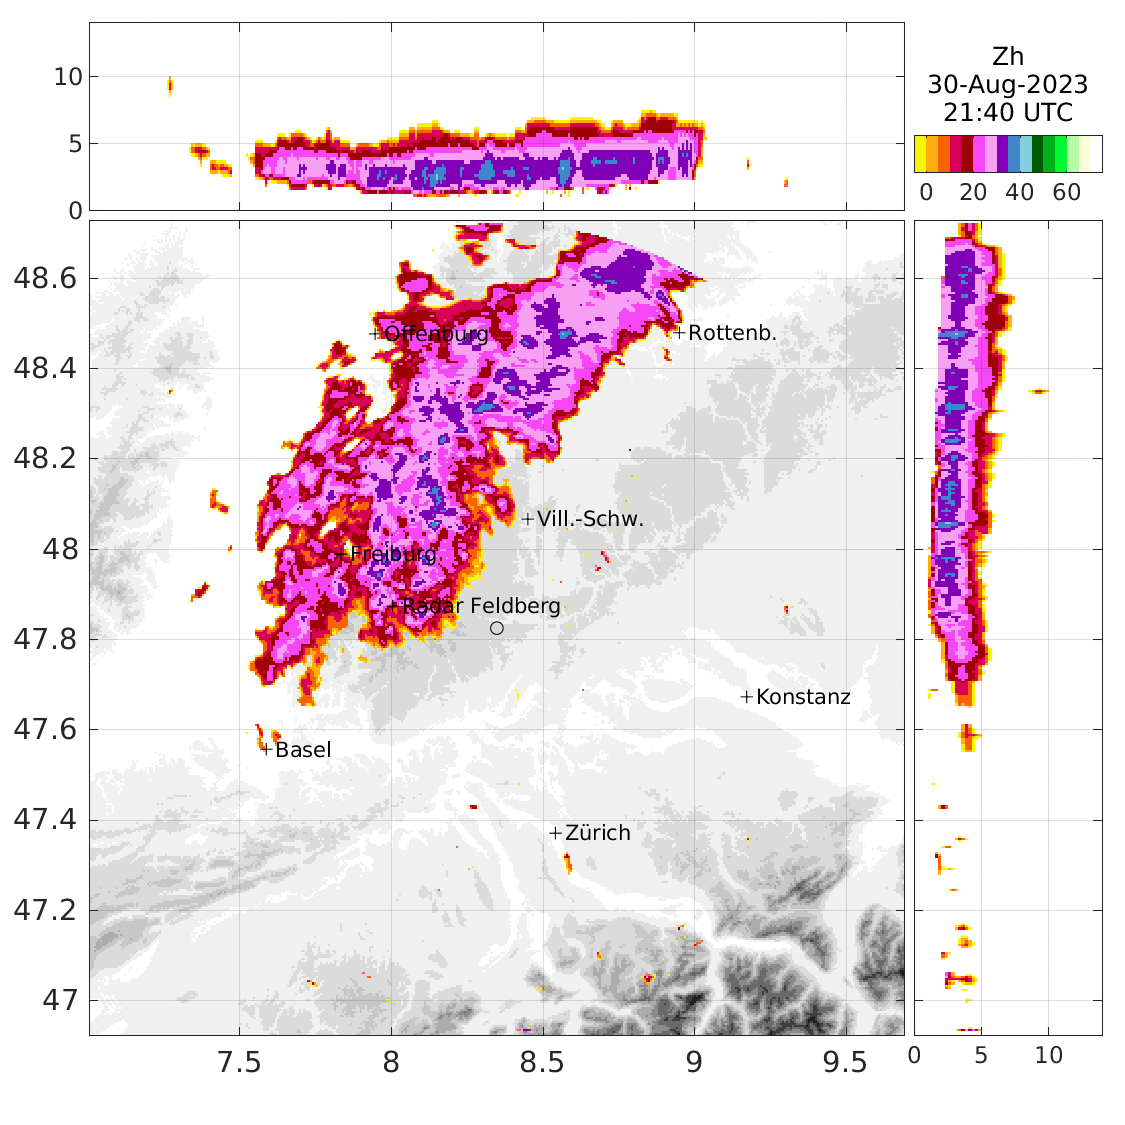 Zh
30-Aug-2023
21:40 UTC
0 20 40 60
10
5
0
48.6
48.4
48.2
48
47.8
47.6
47.4
47.2
47
Offenburg
Rottenb.
Vill.-Schw.
Freiburg
Radar Feldberg
Konstanz
Basel
Zürich
7.5 8 8.5 9 9.5
0 5 10